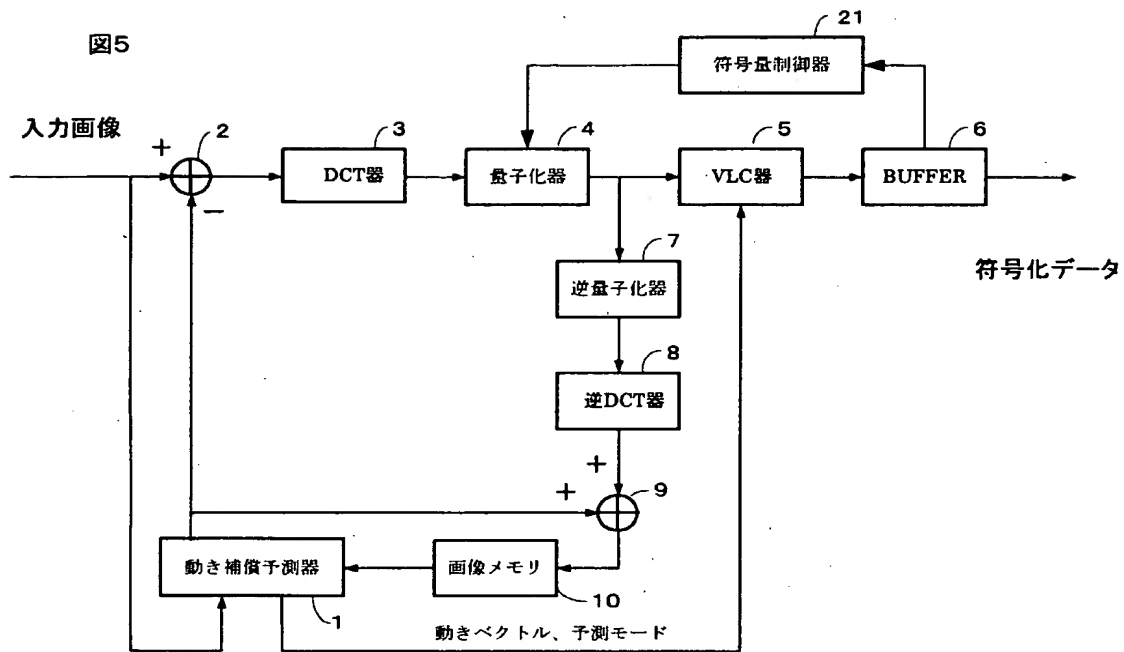 図5
21
符号量制御器
入力画像
+
2
3
4
5
6
DCT器
量子化器
VLC器
BUFFER
−
7
符号化データ
逆量子化器
8
逆DCT器
+
+
9
動き補償予測器
画像メモリ
1
10
動きベクトル、予測モード